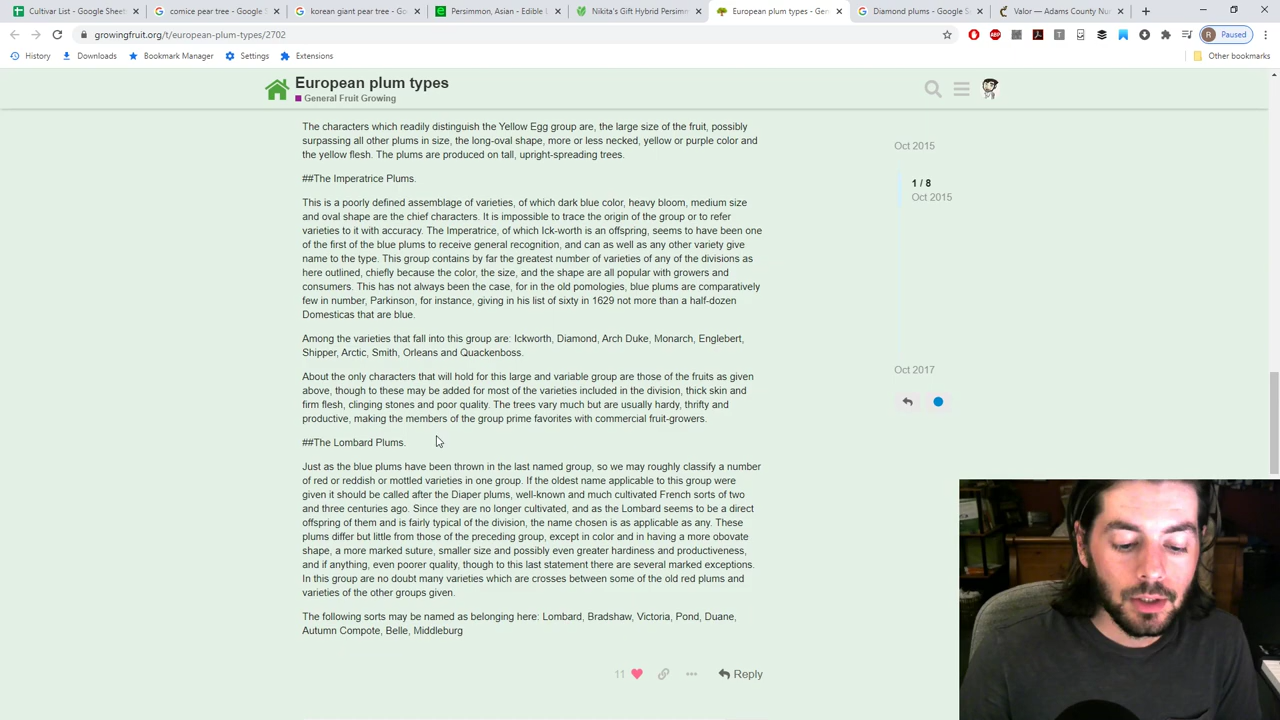 Cultivar List - Google Sheets
comice pear tree - Google S
korean giant pear tree - Go
Persimmon, Asian - Edible L
Nikita's Gift Hybrid Persimm
European plum types - Gen
Diamond plums - Google Se
Valor — Adams County Nur
growingfruit.org/t/european-plum-types/2702
Paused
History
Downloads
Bookmark Manager
Settings
Extensions
Other bookmarks
European plum types
General Fruit Growing
The characters which readily distinguish the Yellow Egg group are, the large size of the fruit, possibly
surpassing all other plums in size, the long-oval shape, more or less necked, yellow or purple color and
the yellow flesh. The plums are produced on tall, upright-spreading trees.
##The Imperatrice Plums.
This is a poorly defined assemblage of varieties, of which dark blue color, heavy bloom, medium size
and oval shape are the chief characters. It is impossible to trace the origin of the group or to refer
varieties to it with accuracy. The Imperatrice, of which Ick-worth is an offspring, seems to have been one
of the first of the blue plums to receive general recognition, and can as well as any other variety give
name to the type. This group contains by far the greatest number of varieties of any of the divisions as
here outlined, chiefly because the color, the size, and the shape are all popular with growers and
consumers. This has not always been the case, for in the old pomologies, blue plums are comparatively
few in number, Parkinson, for instance, giving in his list of sixty in 1629 not more than a half-dozen
Domesticas that are blue.
Among the varieties that fall into this group are: Ickworth, Diamond, Arch Duke, Monarch, Englebert,
Shipper, Arctic, Smith, Orleans and Quackenboss.
About the only characters that will hold for this large and variable group are those of the fruits as given
above, though to these may be added for most of the varieties included in the division, thick skin and
firm flesh, clinging stones and poor quality. The trees vary much but are usually hardy, thrifty and
productive, making the members of the group prime favorites with commercial fruit-growers.
##The Lombard Plums.
Just as the blue plums have been thrown in the last named group, so we may roughly classify a number
of red or reddish or mottled varieties in one group. If the oldest name applicable to this group were
given it should be called after the Diaper plums, well-known and much cultivated French sorts of two
and three centuries ago. Since they are no longer cultivated, and as the Lombard seems to be a direct
offspring of them and is fairly typical of the division, the name chosen is as applicable as any. These
plums differ but little from those of the preceding group, except in color and in having a more obovate
shape, a more marked suture, smaller size and possibly even greater hardiness and productiveness,
and if anything, even poorer quality, though to this last statement there are several marked exceptions.
In this group are no doubt many varieties which are crosses between some of the old red plums and
varieties of the other groups given.
The following sorts may be named as belonging here: Lombard, Bradshaw, Victoria, Pond, Duane,
Autumn Compote, Belle, Middleburg
11
Reply
Oct 2015
1 / 8
Oct 2015
Oct 2017